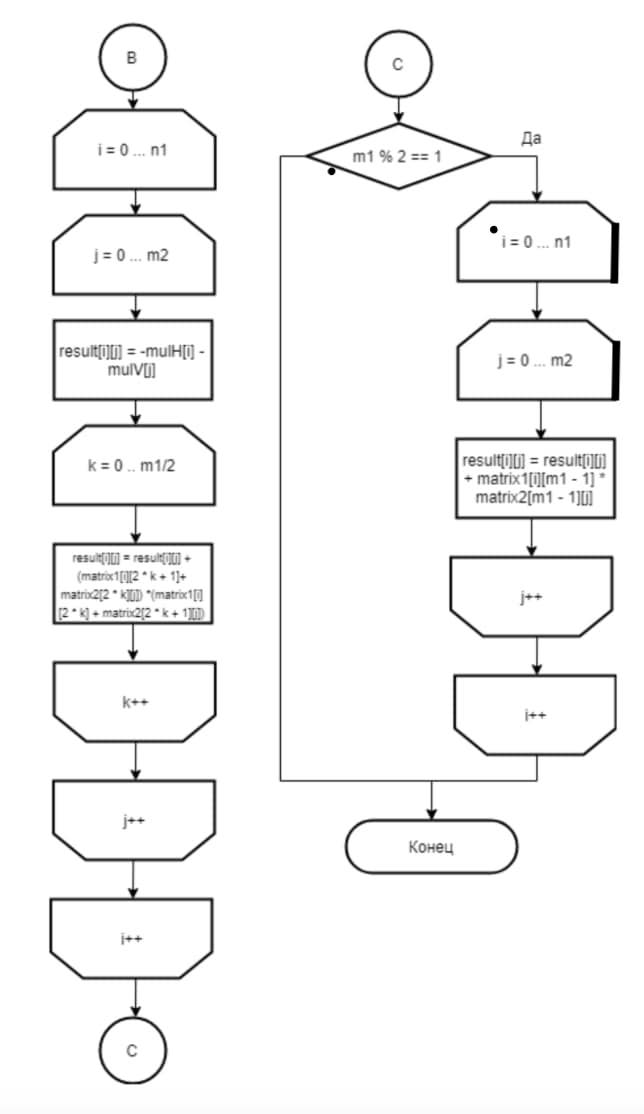 B
i = 0 ... n1
j = 0 ... m2
result[i][j] = -mulH[i] -
mulV[j]
k = 0 .. m1/2
result[i][j] = result[i][j] +
(matrix1[i][2 * k + 1]+
matrix2[2 * k][j]) *(matrix1[i]
[2 * k] + matrix2[2 * k + 1][j])
k++
j++
i++
C
C
m1 % 2 == 1
Да
i = 0 ... n1
j = 0 ... m2
result[i][j] = result[i][j]
+ matrix1[i][m1 - 1] *
matrix2[m1 - 1][j]
j++
i++
Конец